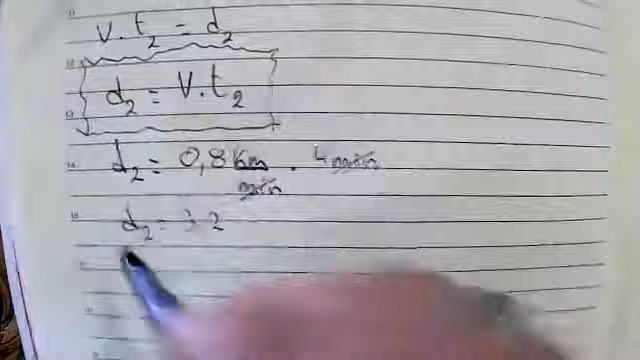 V.t₂ = d₂
d₂ = V.t₂
d₂ = 0,8 Km/min . 4 min
d₂ = 3 2